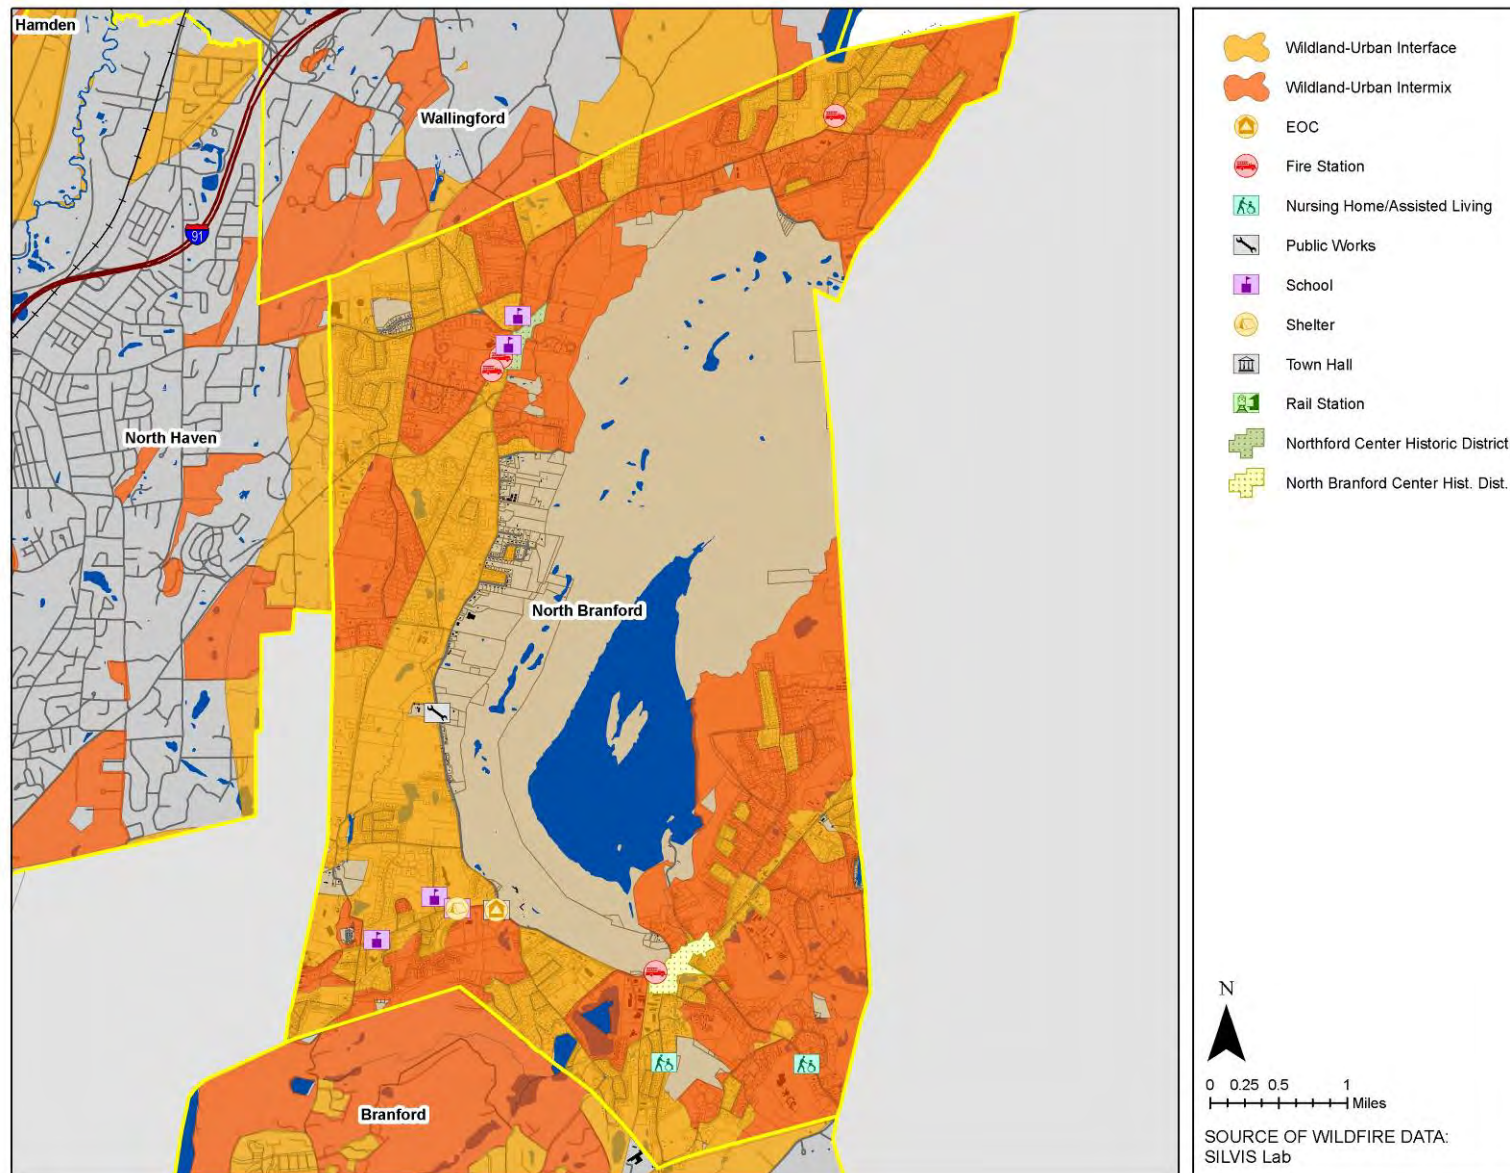 Hamden
Wallingford
91
North Haven
North Branford
Branford
Wildland-Urban Interface
Wildland-Urban Intermix
EOC
Fire Station
Nursing Home/Assisted Living
Public Works
School
Shelter
Town Hall
Rail Station
Northford Center Historic District
North Branford Center Hist. Dist.
N
0 0.25 0.5 1
Miles
SOURCE OF WILDFIRE DATA:
SILVIS Lab